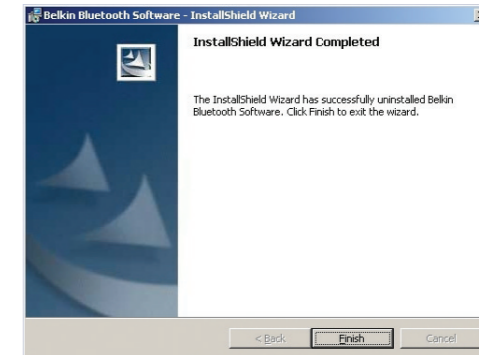 Belkin Bluetooth Software - InstallShield Wizard
InstallShield Wizard Completed
The InstallShield Wizard has successfully uninstalled Belkin
Bluetooth Software. Click Finish to exit the wizard.
< Back
Finish
Cancel